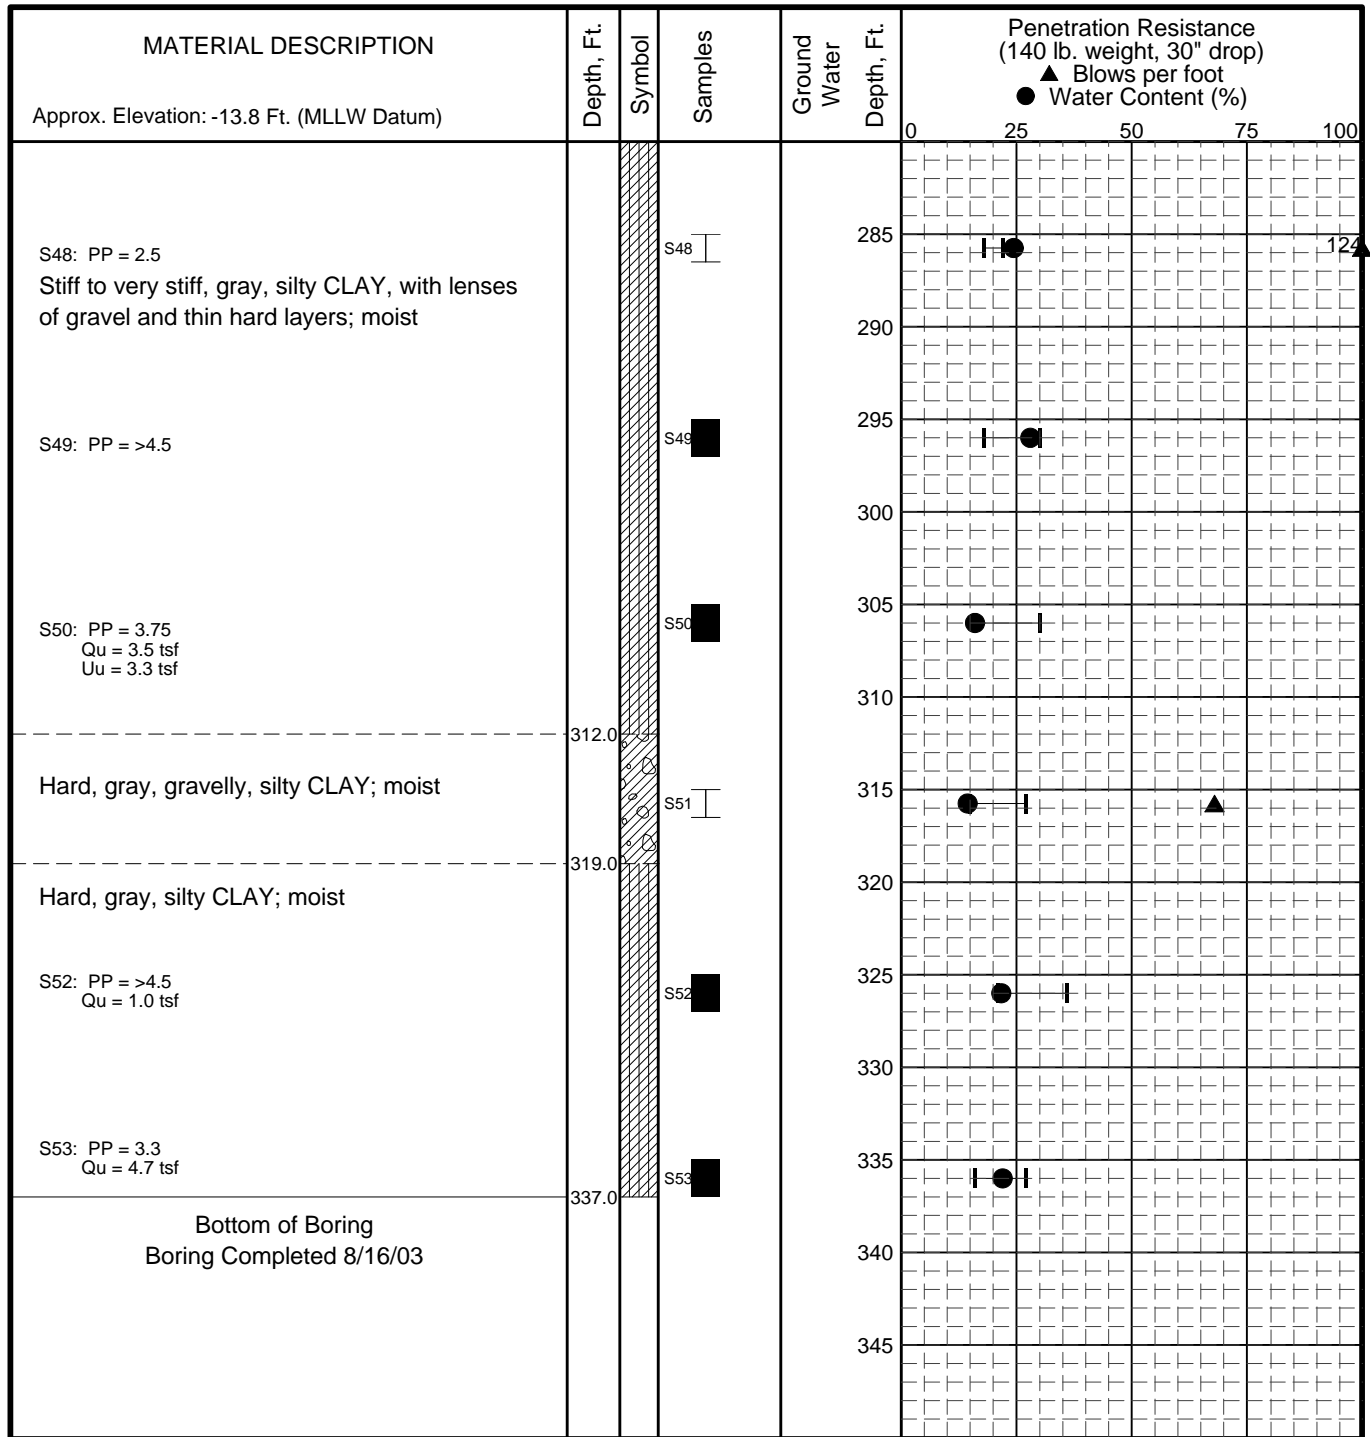 MATERIAL DESCRIPTION
Approx. Elevation: -13.8 Ft. (MLLW Datum)
Depth, Ft.
Symbol
Samples
Ground
Water
Depth, Ft.
Penetration Resistance
(140 lb. weight, 30" drop)
▲ Blows per foot
● Water Content (%)
0 25 50 75 100
S48: PP = 2.5
Stiff to very stiff, gray, silty CLAY, with lenses
of gravel and thin hard layers; moist
S49: PP = >4.5
S50: PP = 3.75
Qu = 3.5 tsf
Uu = 3.3 tsf
Hard, gray, gravelly, silty CLAY; moist
Hard, gray, silty CLAY; moist
S52: PP = >4.5
Qu = 1.0 tsf
S53: PP = 3.3
Qu = 4.7 tsf
Bottom of Boring
Boring Completed 8/16/03
312.0
319.0
337.0
S48
S49
S50
S51
S52
S53
285
290
295
300
305
310
315
320
325
330
335
340
345
124